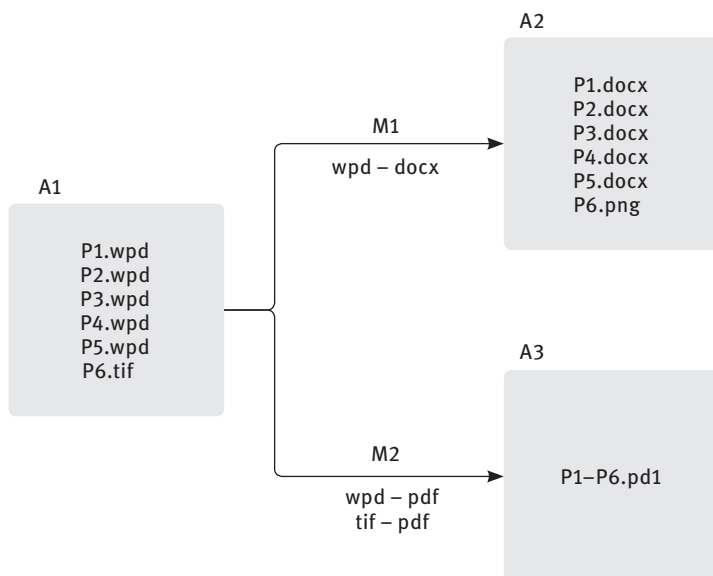 A1
P1.wpd
P2.wpd
P3.wpd
P4.wpd
P5.wpd
P6.tif
M1
wpd – docx
A2
P1.docx
P2.docx
P3.docx
P4.docx
P5.docx
P6.png
M2
wpd – pdf
tif – pdf
A3
P1–P6.pd1